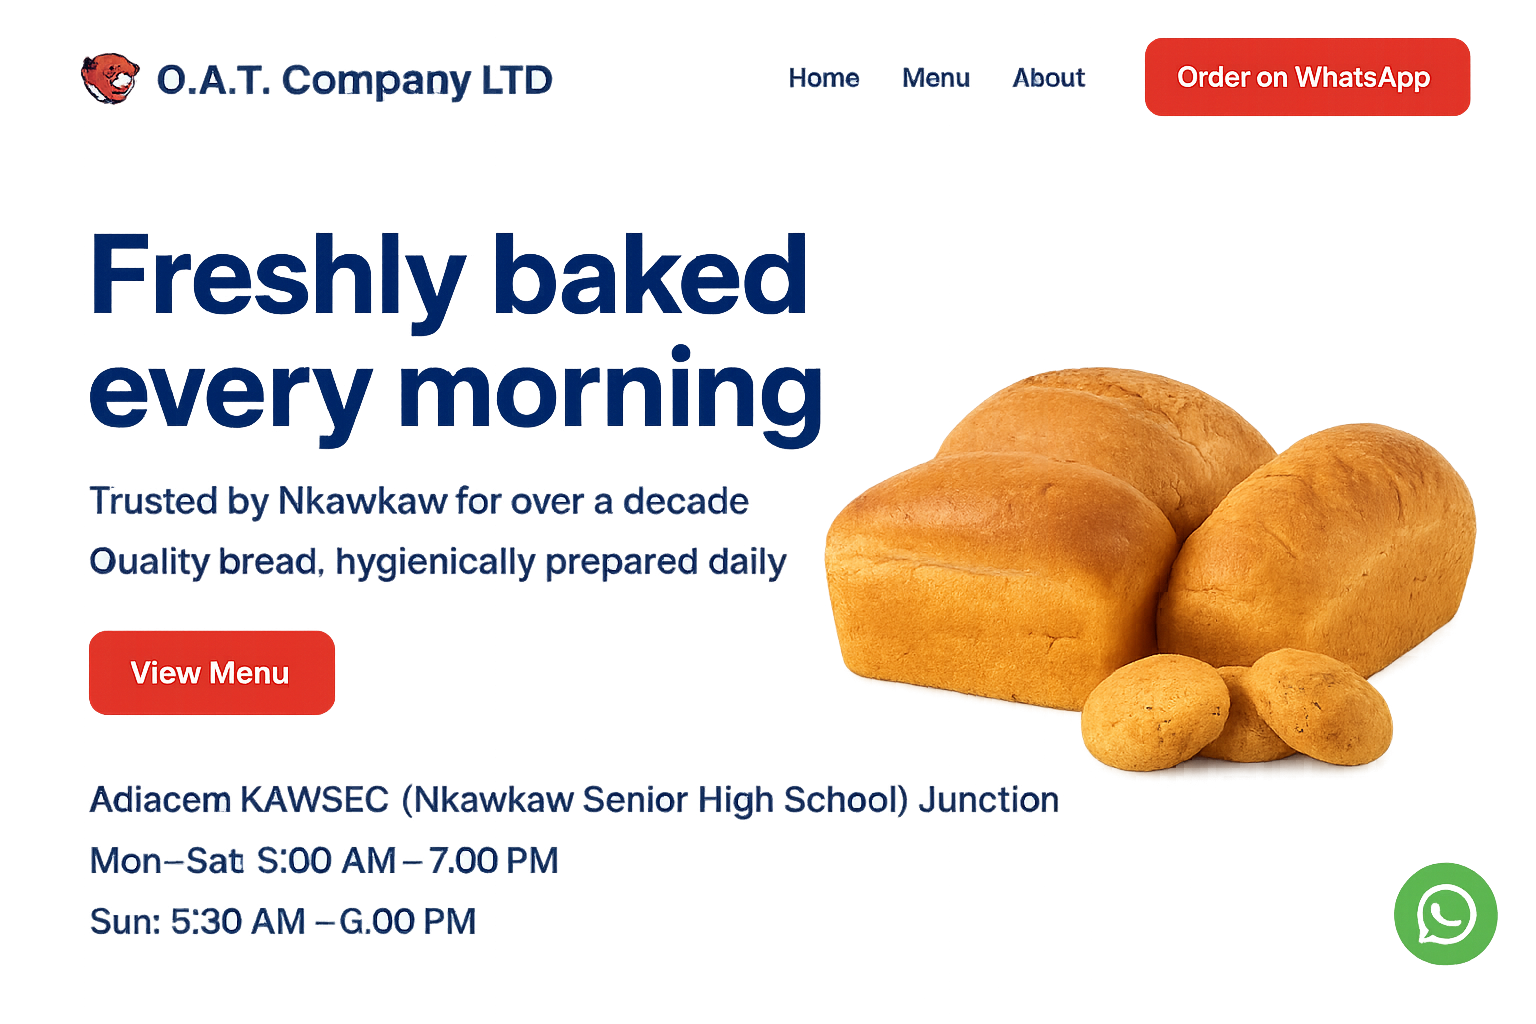 O.A.T. Company LTD
Home
Menu
About
Order on WhatsApp
Freshly baked
every morning
Trusted by Nkawkaw for over a decade
Ouality bread, hygienically prepared daily
View Menu
Adiacem KAWSEC (Nkawkaw Senior High School) Junction
Mon–Sat: S:00 AM – 7.00 PM
Sun: 5:30 AM – G.00 PM